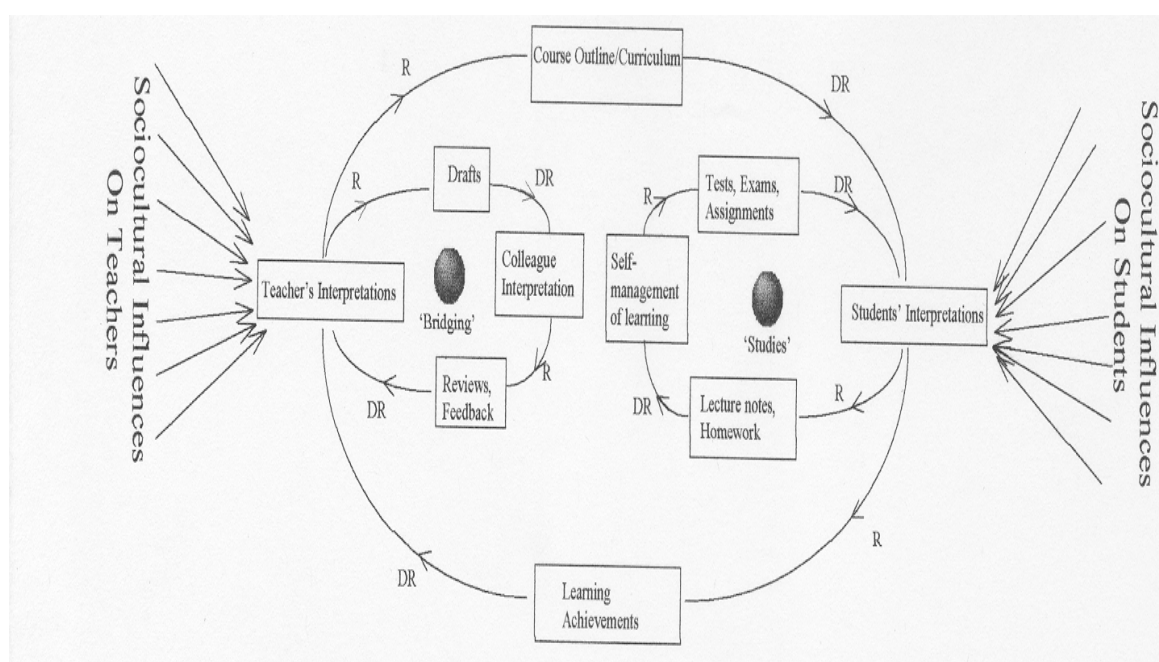 Sociocultural Influences
On Teachers
R
Course Outline/Curriculum
DR
R
Drafts
DR
Teacher's Interpretations
'Bridging'
Colleague
Interpretation
DR
Reviews,
Feedback
R
R
Tests, Exams,
Assignments
DR
Self-
management
of learning
'Studies'
Students' Interpretations
DR
Lecture notes,
Homework
R
DR
Learning
Achievements
R
Sociocultural Influences
On Students